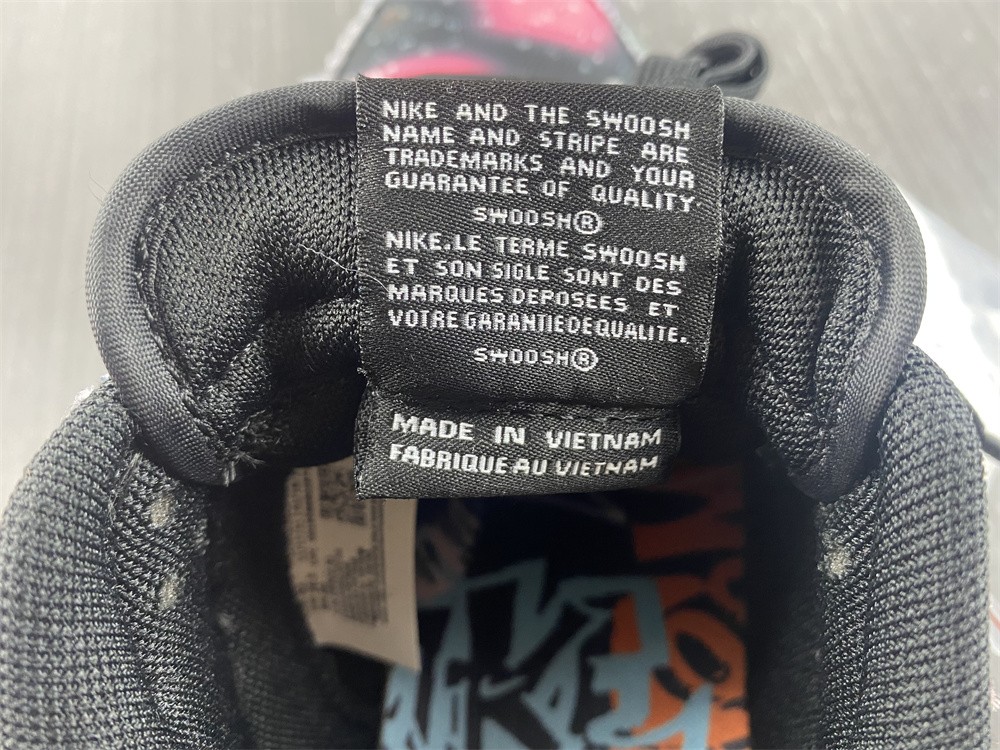 NIKE AND THE SWOOSH
NAME AND STRIPE ARE
TRADEMARKS AND YOUR
GUARANTEE OF QUALITY
SWOOSH®
NIKE.LE TERME SWOOSH
ET SON SIGLE SONT DES
MARQUES DEPOSEES ET
VOTRE GARANTIE DE QUALITE.
SWOOSH®
MADE IN VIETNAM
FABRIQUE AU VIETNAM